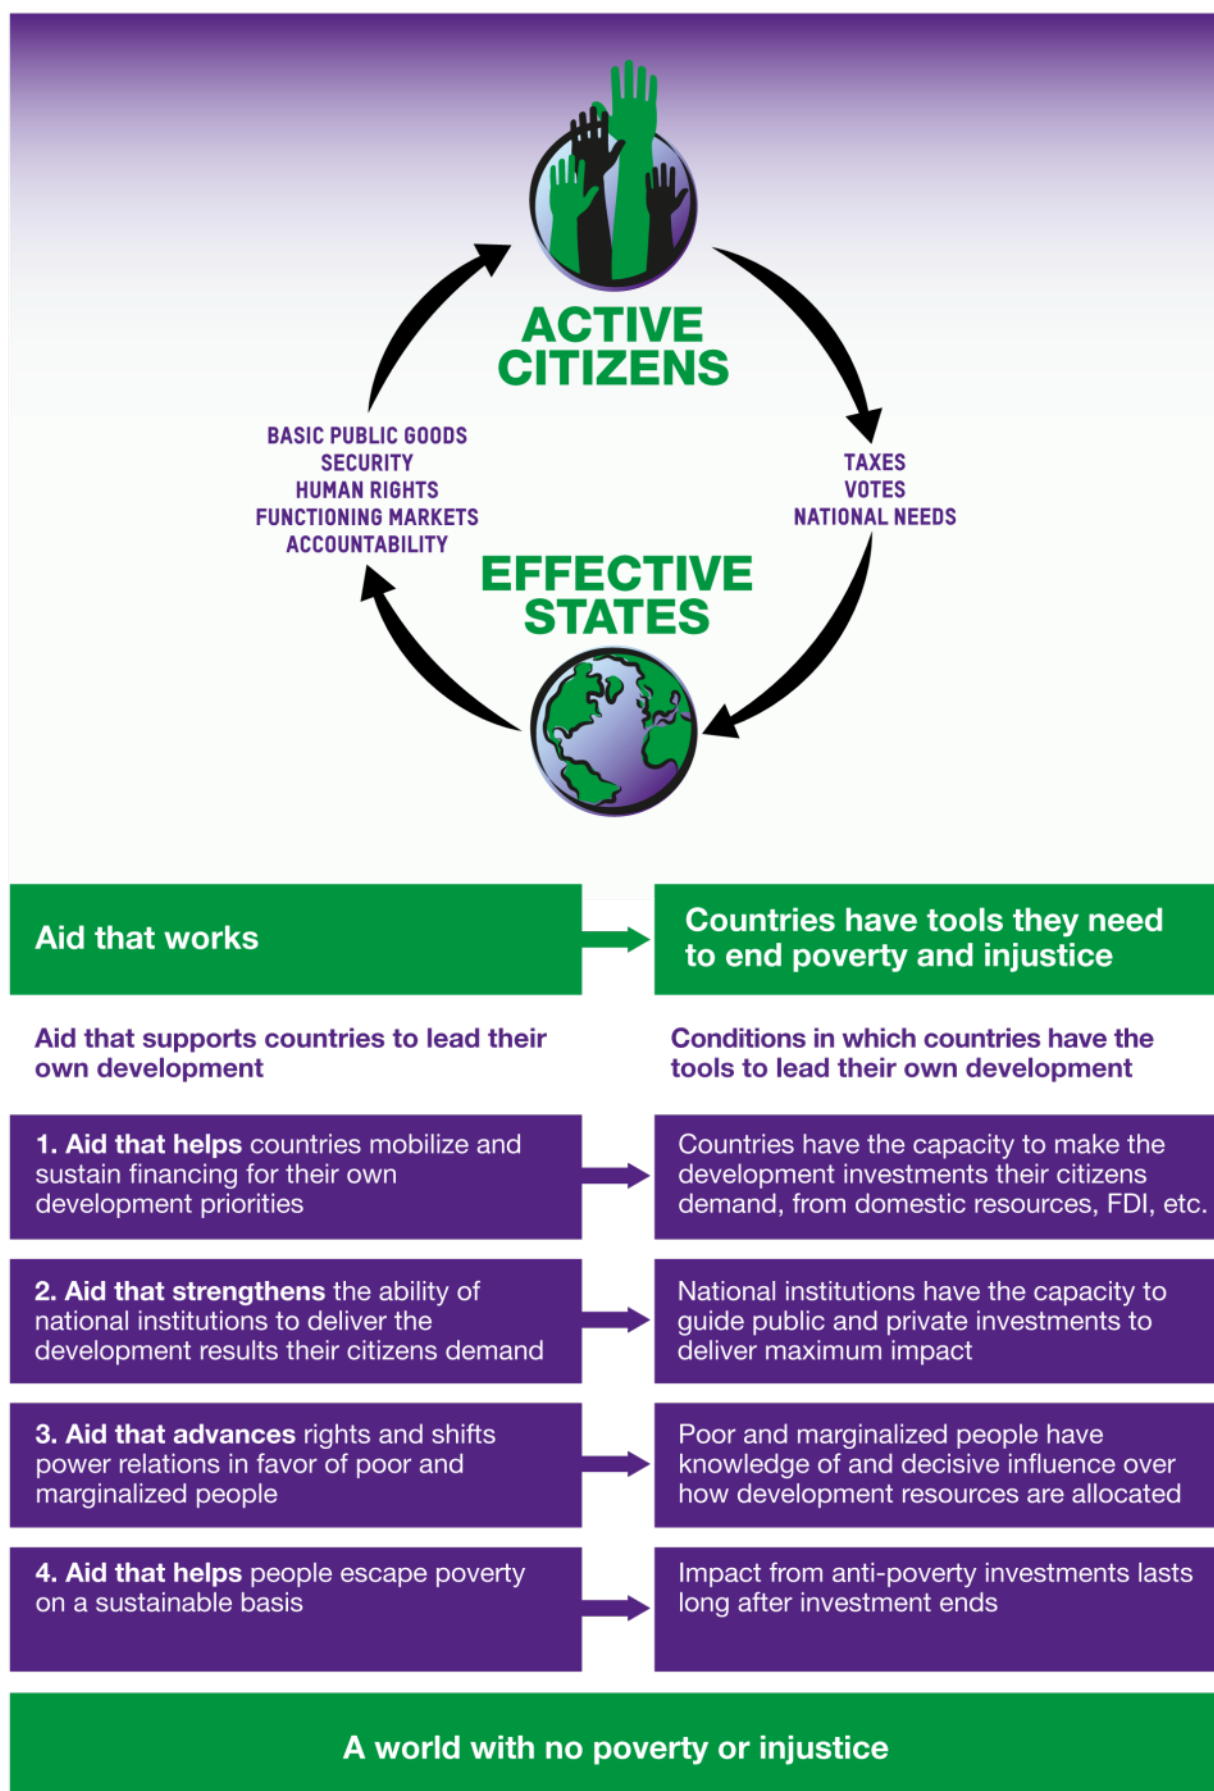 ACTIVE
CITIZENS
BASIC PUBLIC GOODS
SECURITY
HUMAN RIGHTS
FUNCTIONING MARKETS
ACCOUNTABILITY
TAXES
VOTES
NATIONAL NEEDS
EFFECTIVE
STATES
Aid that works
Countries have tools they need
to end poverty and injustice
Aid that supports countries to lead their
own development
Conditions in which countries have the
tools to lead their own development
1. Aid that helps countries mobilize and
sustain financing for their own
development priorities
Countries have the capacity to make the
development investments their citizens
demand, from domestic resources, FDI, etc.
2. Aid that strengthens the ability of
national institutions to deliver the
development results their citizens demand
National institutions have the capacity to
guide public and private investments to
deliver maximum impact
3. Aid that advances rights and shifts
power relations in favor of poor and
marginalized people
Poor and marginalized people have
knowledge of and decisive influence over
how development resources are allocated
4. Aid that helps people escape poverty
on a sustainable basis
Impact from anti-poverty investments lasts
long after investment ends
A world with no poverty or injustice